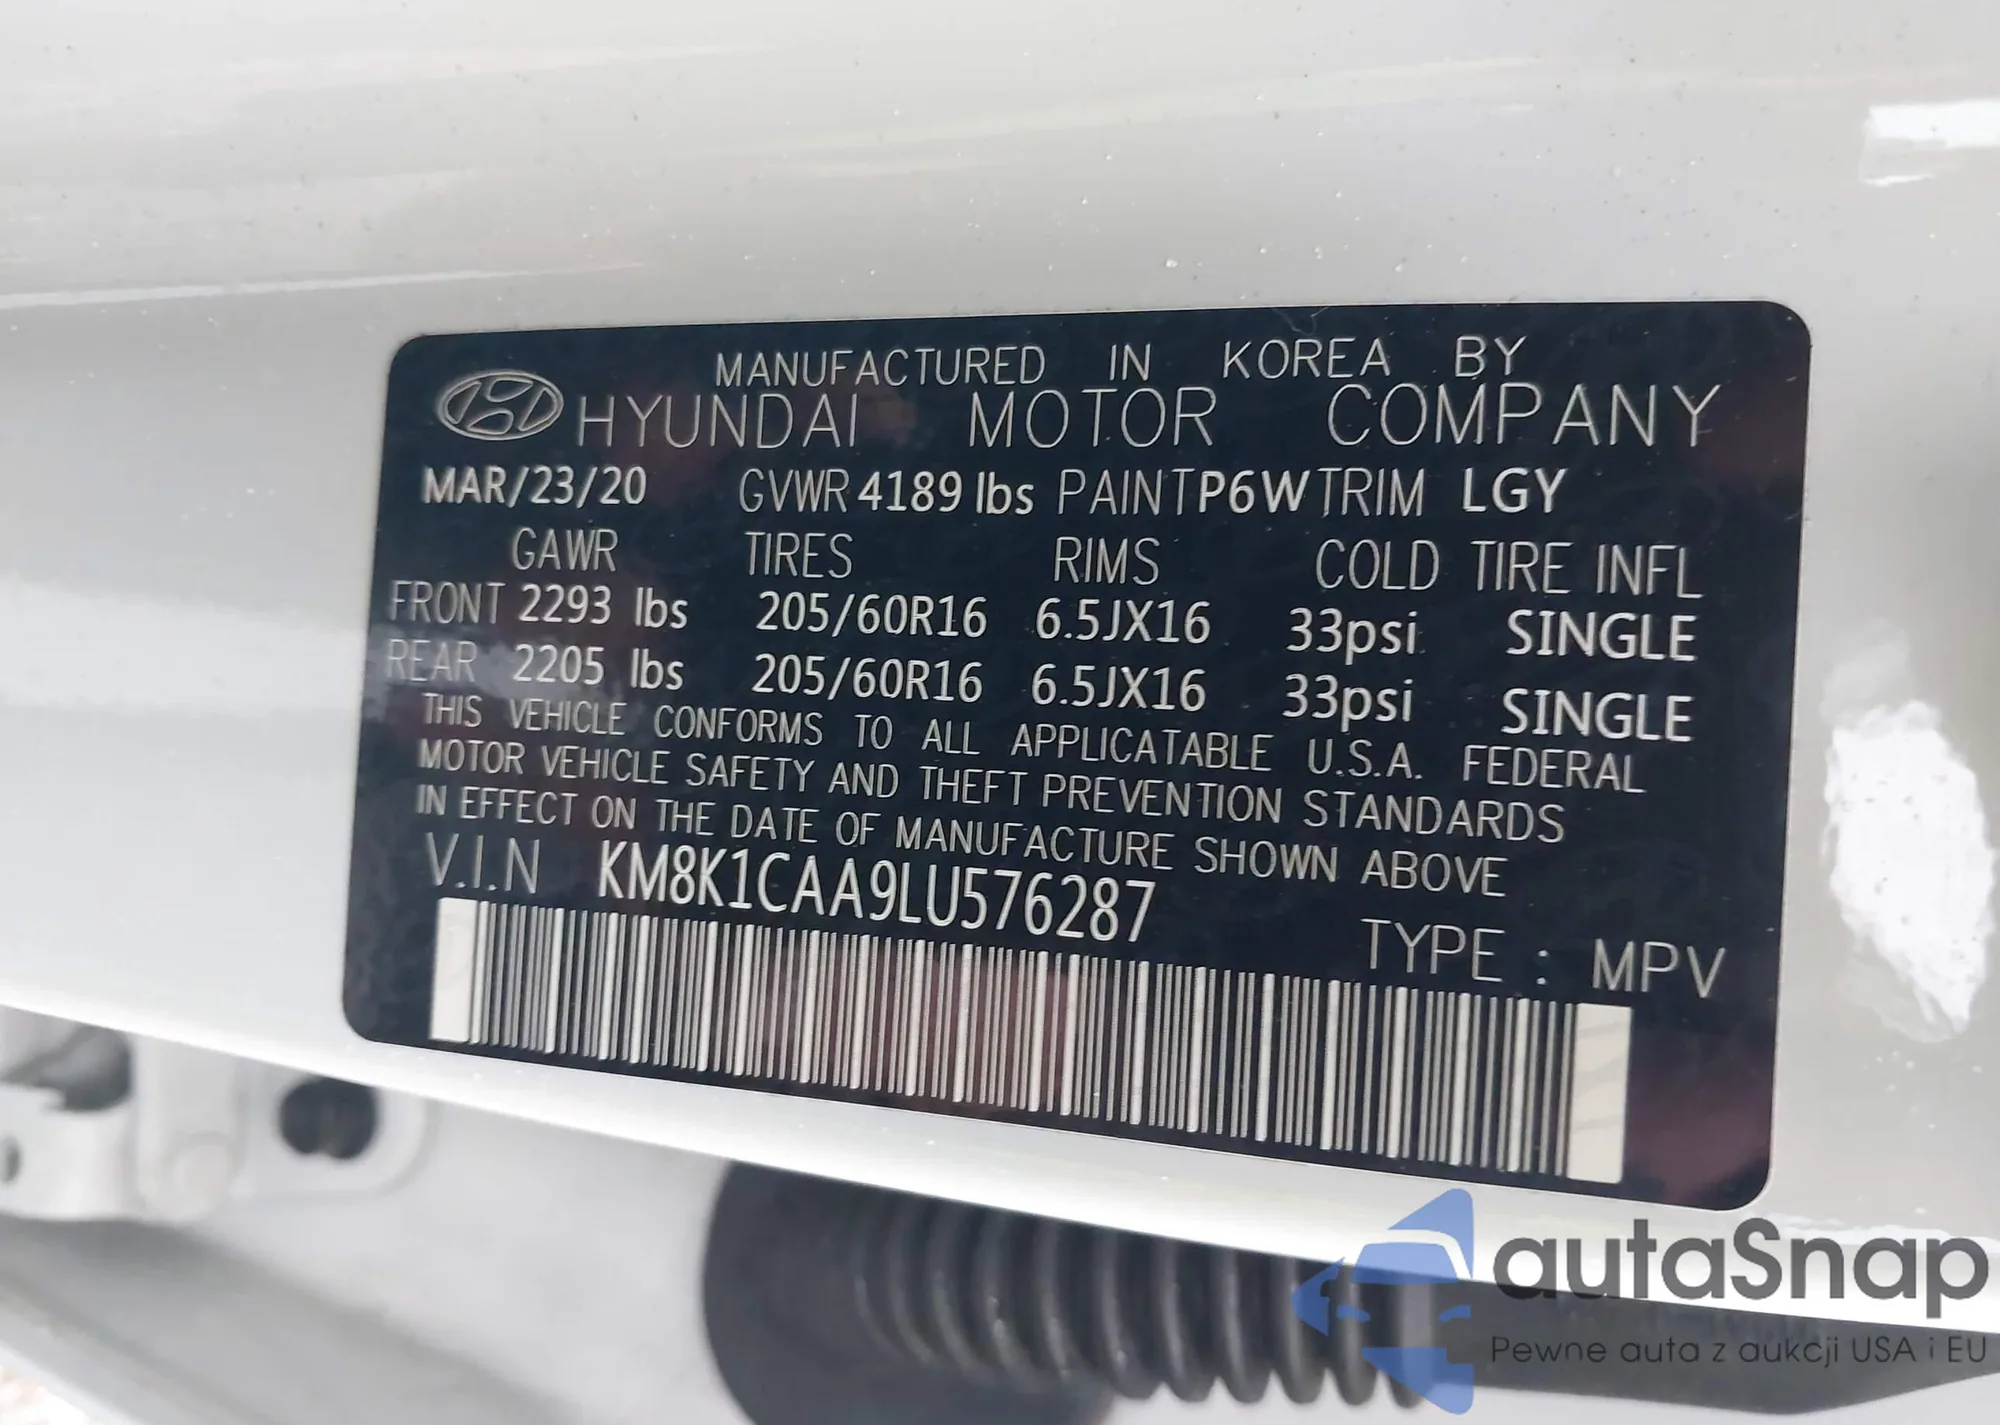 MANUFACTURED IN KOREA BY
HYUNDAI MOTOR COMPANY
MAR/23/20 GVWR 4189 lbs PAINT P6W TRIM LGY
GAWR TIRES RIMS COLD TIRE INFL
FRONT 2293 lbs 205/60R16 6.5JX16 33psi SINGLE
REAR 2205 lbs 205/60R16 6.5JX16 33psi SINGLE
THIS VEHICLE CONFORMS TO ALL APPLICATABLE U.S.A. FEDERAL
MOTOR VEHICLE SAFETY AND THEFT PREVENTION STANDARDS
IN EFFECT ON THE DATE OF MANUFACTURE SHOWN ABOVE
V.I.N KM8K1CAA9LU576287
TYPE : MPV
autaSnap
Pewne auta z aukcji USA i EU